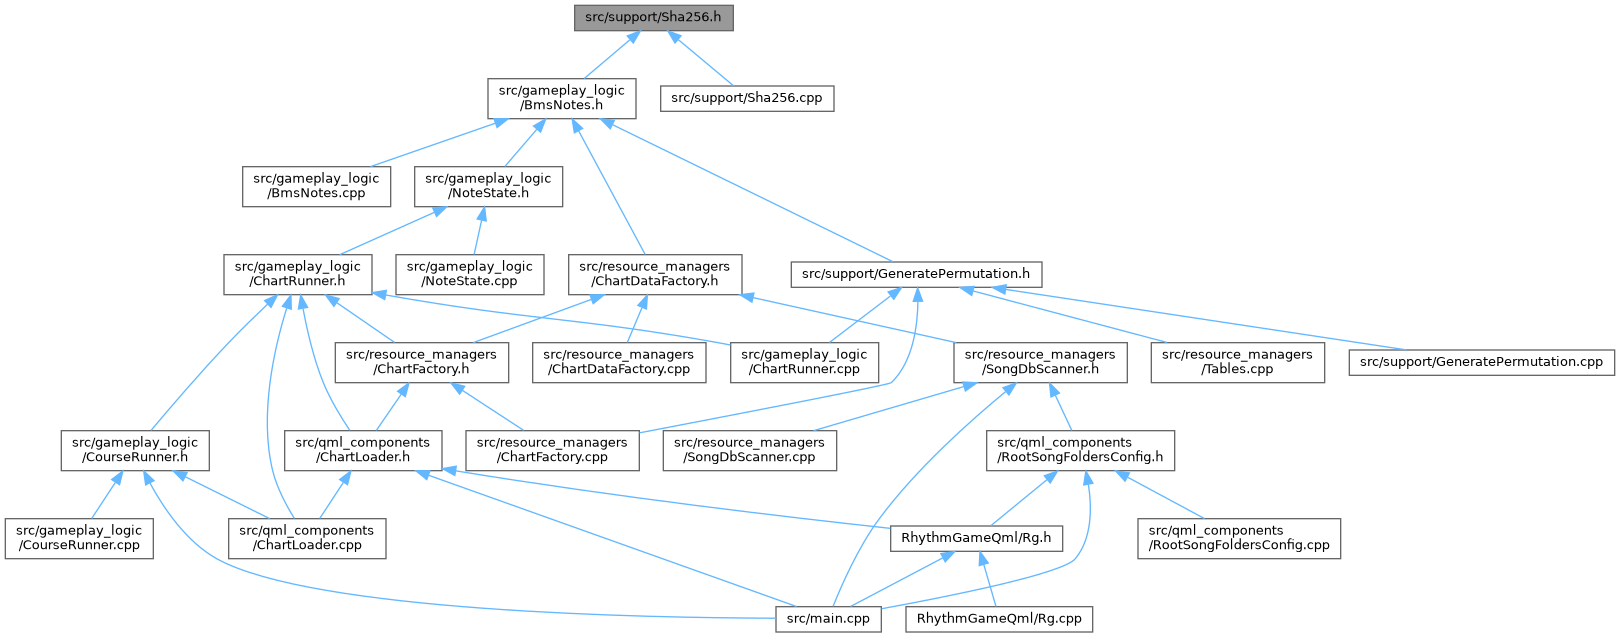 src/support/Sha256.h
src/gameplay_logic
/BmsNotes.h
src/support/Sha256.cpp
src/gameplay_logic
/BmsNotes.cpp
src/gameplay_logic
/NoteState.h
src/gameplay_logic
/ChartRunner.h
src/gameplay_logic
/NoteState.cpp
src/resource_managers
/ChartDataFactory.h
src/support/GeneratePermutation.h
src/resource_managers
/ChartFactory.h
src/resource_managers
/ChartDataFactory.cpp
src/gameplay_logic
/ChartRunner.cpp
src/resource_managers
/SongDbScanner.h
src/resource_managers
/Tables.cpp
src/support/GeneratePermutation.cpp
src/gameplay_logic
/CourseRunner.h
src/qml_components
/ChartLoader.h
src/resource_managers
/ChartFactory.cpp
src/resource_managers
/SongDbScanner.cpp
src/qml_components
/RootSongFoldersConfig.h
src/gameplay_logic
/CourseRunner.cpp
src/qml_components
/ChartLoader.cpp
RhythmGameQml/Rg.h
src/qml_components
/RootSongFoldersConfig.cpp
src/main.cpp
RhythmGameQml/Rg.cpp